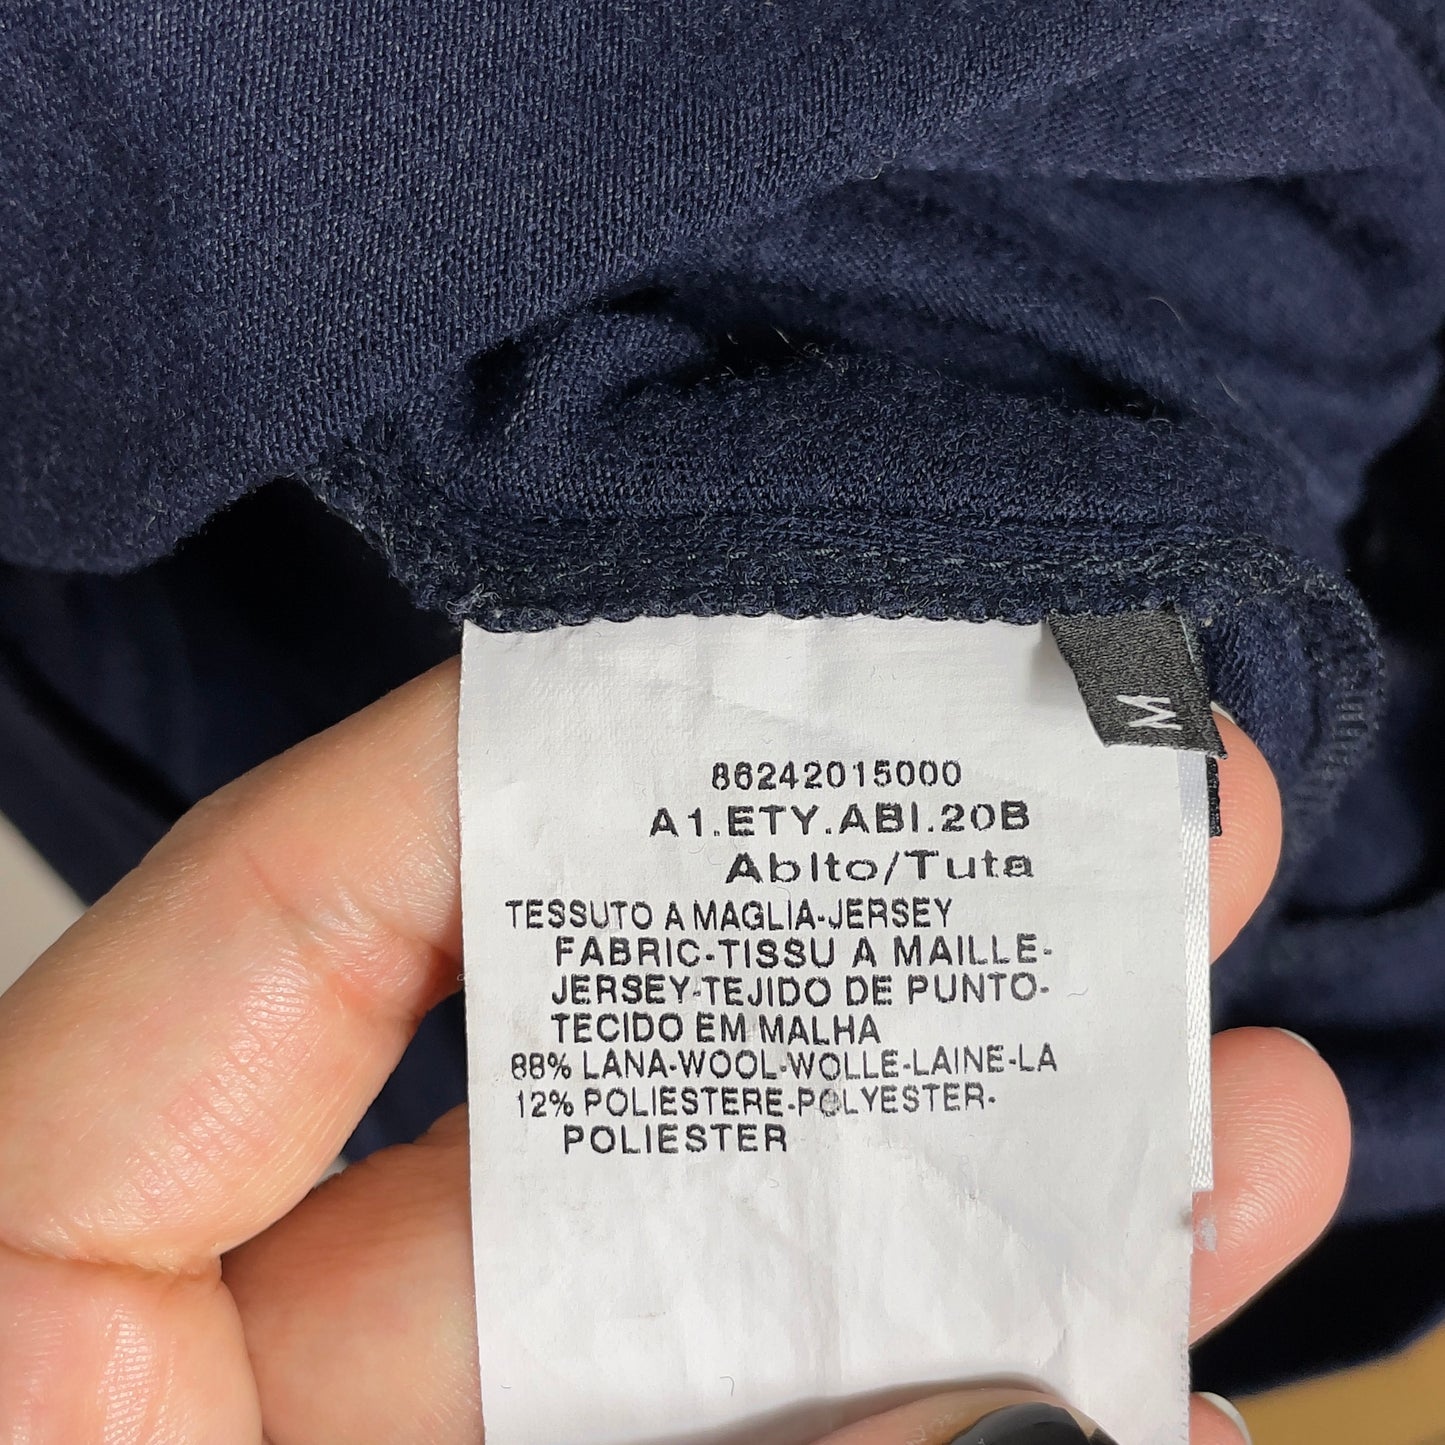 M
86242015000
A1.ETY.ABI.20B
Abito/Tuta
TESSUTO A MAGLIA-JERSEY
FABRIC-TISSU A MAILLE-
JERSEY-TEJIDO DE PUNTO-
TECIDO EM MALHA
88% LANA-WOOL-WOLLE-LAINE-LA
12% POLIESTERE-POLYESTER-
POLIESTER